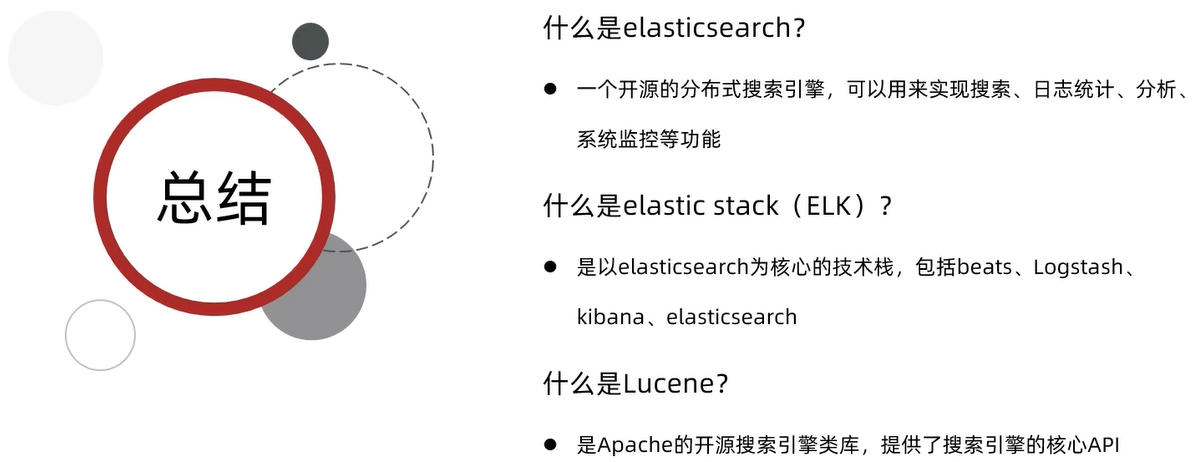 总结
什么是elasticsearch？
● 一个开源的分布式搜索引擎，可以用来实现搜索、日志统计、分析、
系统监控等功能
什么是elastic stack（ELK）？
● 是以elasticsearch为核心的技术栈，包括beats、Logstash、
kibana、elasticsearch
什么是Lucene？
● 是Apache的开源搜索引擎类库，提供了搜索引擎的核心API